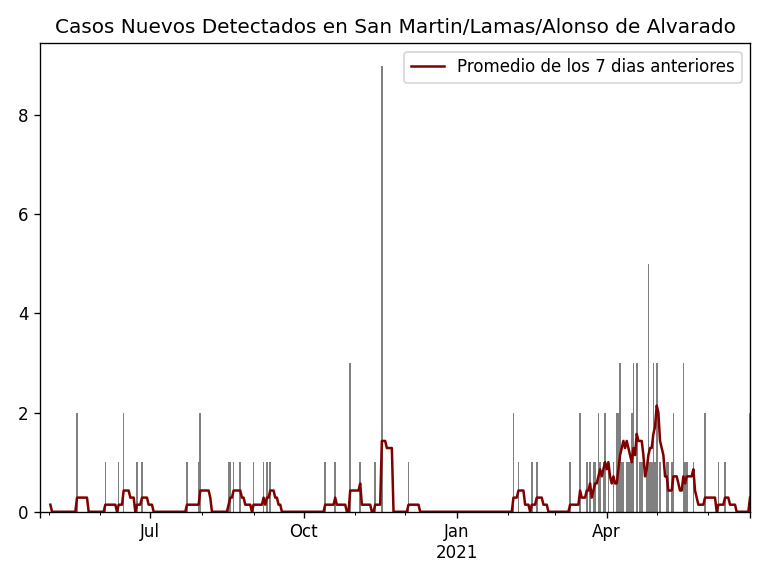 Casos Nuevos Detectados en San Martin/Lamas/Alonso de Alvarado
Promedio de los 7 dias anteriores
8
6
4
2
0
Jul
Oct
Jan
2021
Apr